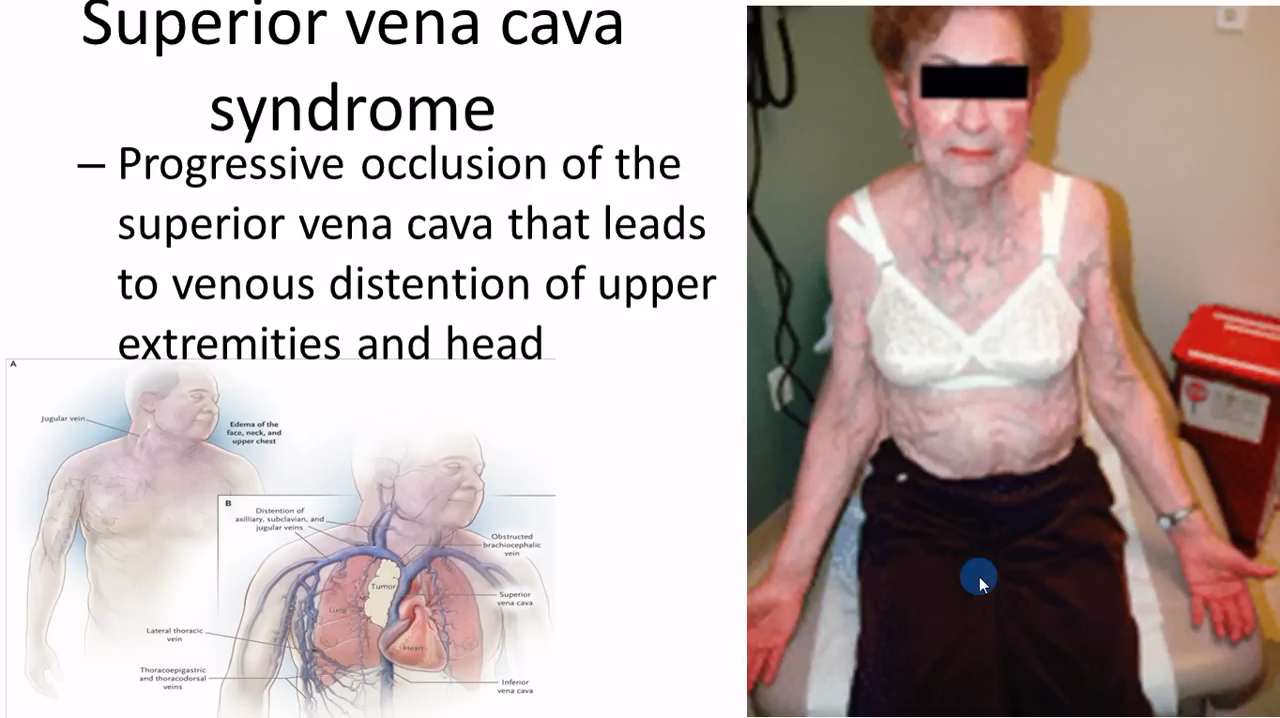 Superior vena cava
syndrome
– Progressive occlusion of the
superior vena cava that leads
to venous distention of upper
extremities and head
A
Jugular vein
Edema of the
face, neck, and
upper chest
B
Distention of
axilliary, subclavian, and
jugular veins
Obstructed
brachiocephalic
vein
Tumor
Superior
vena cava
Lung
Lateral thoracic
vein
Heart
Thoracoepigastric
and thoracodorsal
veins
Inferior
vena cava